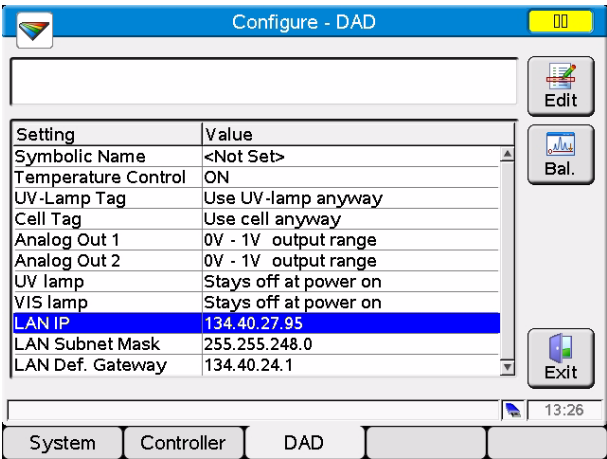 Configure - DAD
Edit
Bal.
Setting Value
Symbolic Name <Not Set>
Temperature Control ON
UV-Lamp Tag Use UV-lamp anyway
Cell Tag Use cell anyway
Analog Out 1 0V - 1V output range
Analog Out 2 0V - 1V output range
UV lamp Stays off at power on
VIS lamp Stays off at power on
LAN IP 134.40.27.95
LAN Subnet Mask 255.255.248.0
LAN Def. Gateway 134.40.24.1
Exit
13:26
System Controller DAD